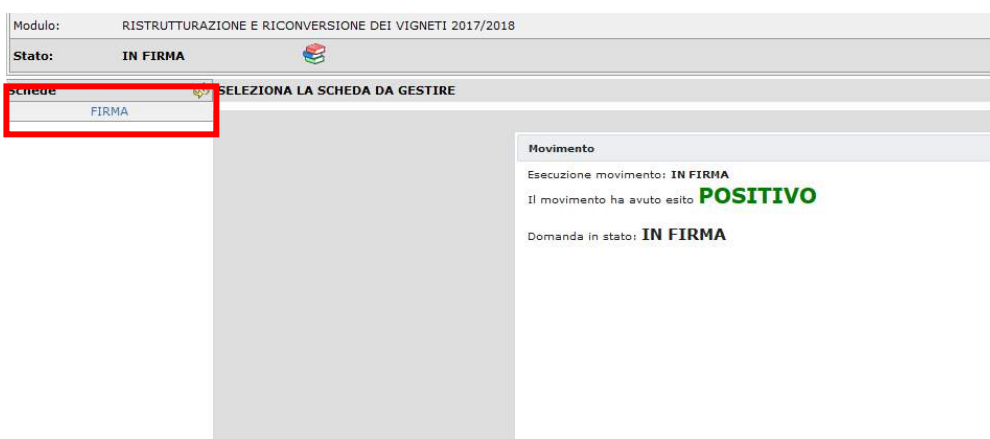 Modulo: RISTRUTTURAZIONE E RICONVERSIONE DEI VIGNETI 2017/2018
Stato: IN FIRMA
Schede
SELEZIONA LA SCHEDA DA GESTIRE
FIRMA
Movimento
Esecuzione movimento: IN FIRMA
Il movimento ha avuto esito POSITIVO
Domanda in stato: IN FIRMA